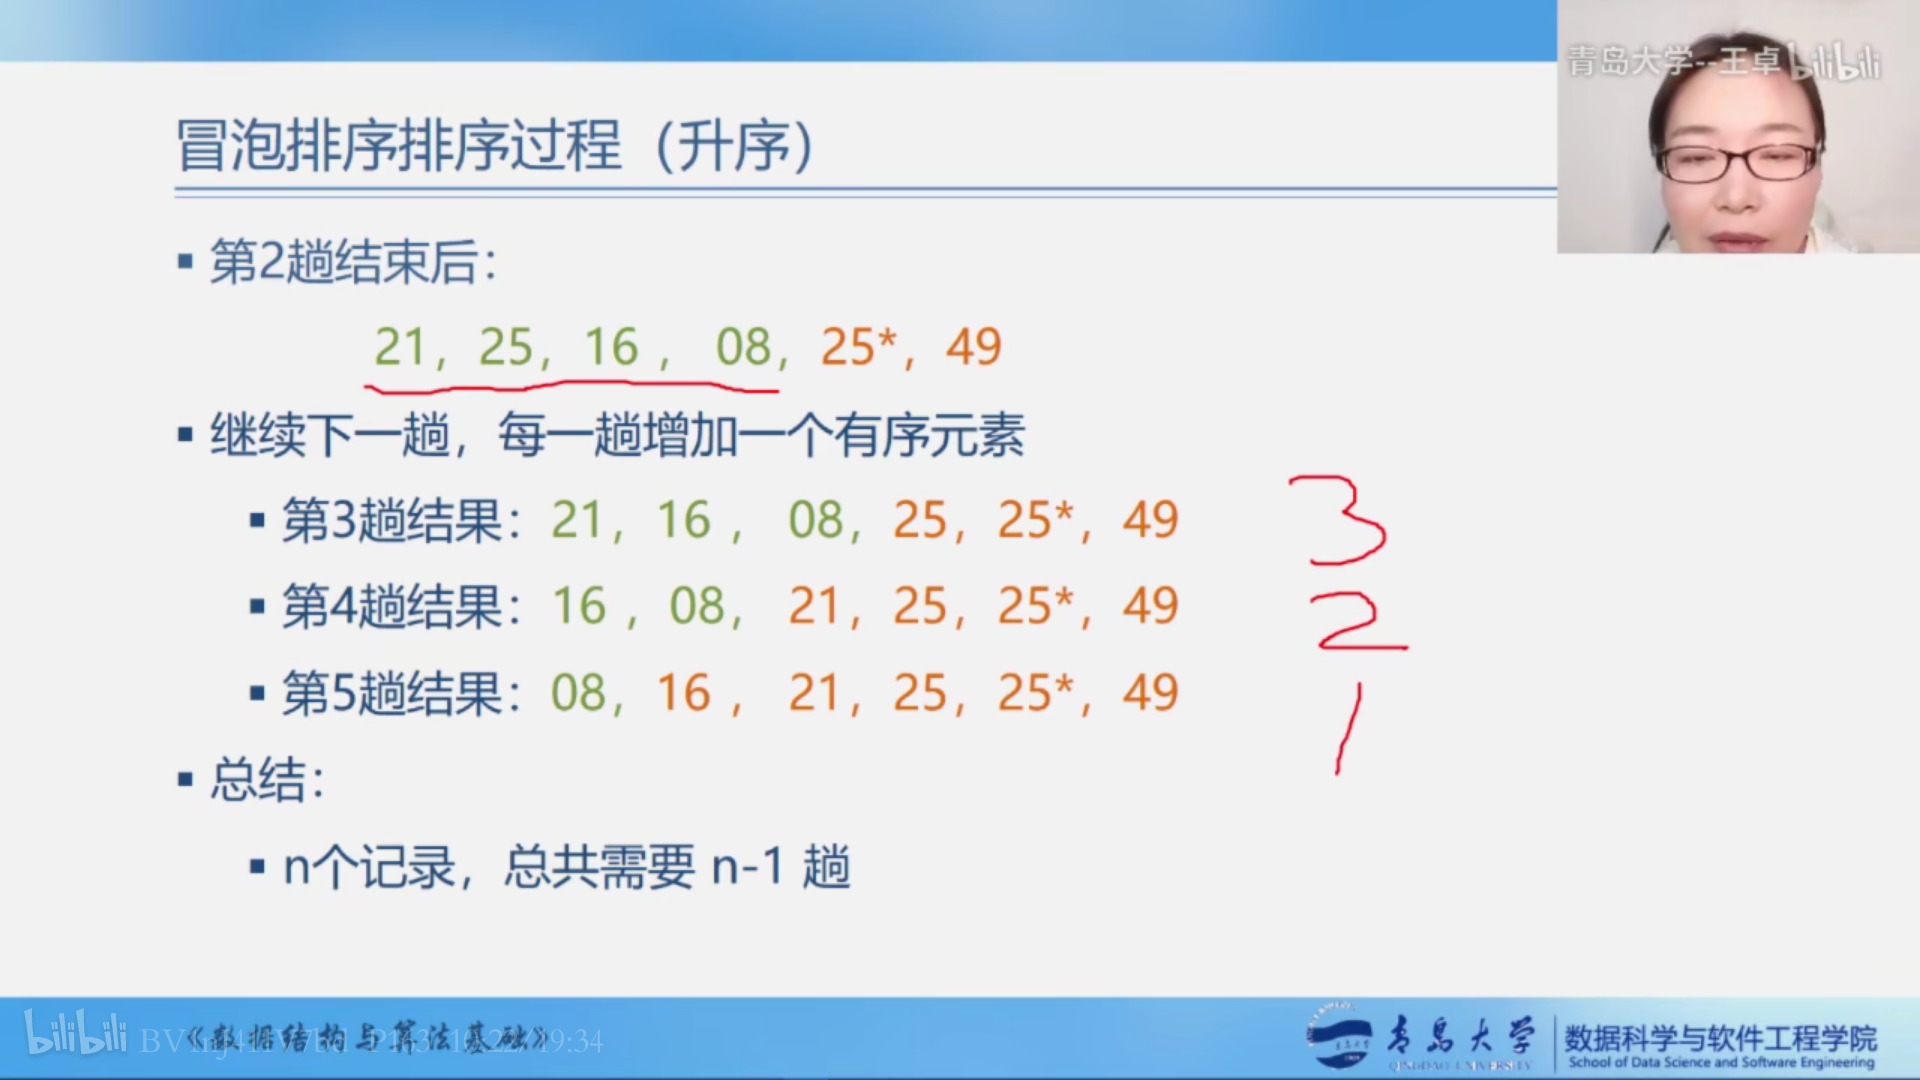 青岛大学--王卓 bilibili
冒泡排序排序过程（升序）
▪ 第2趟结束后：
21，25，16 ， 08，25*，49
▪ 继续下一趟，每一趟增加一个有序元素
▪ 第3趟结果：21，16 ， 08，25，25*，49
3
▪ 第4趟结果：16 ，08，21，25，25*，49
2
▪ 第5趟结果：08，16 ， 21，25，25*，49
1
▪ 总结：
▪ n个记录，总共需要 n-1 趟
bilibili
《数据结构与算法基础》
19:34
青岛大学
QINGDAO UNIVERSITY
数据科学与软件工程学院
School of Data Science and Software Engineering